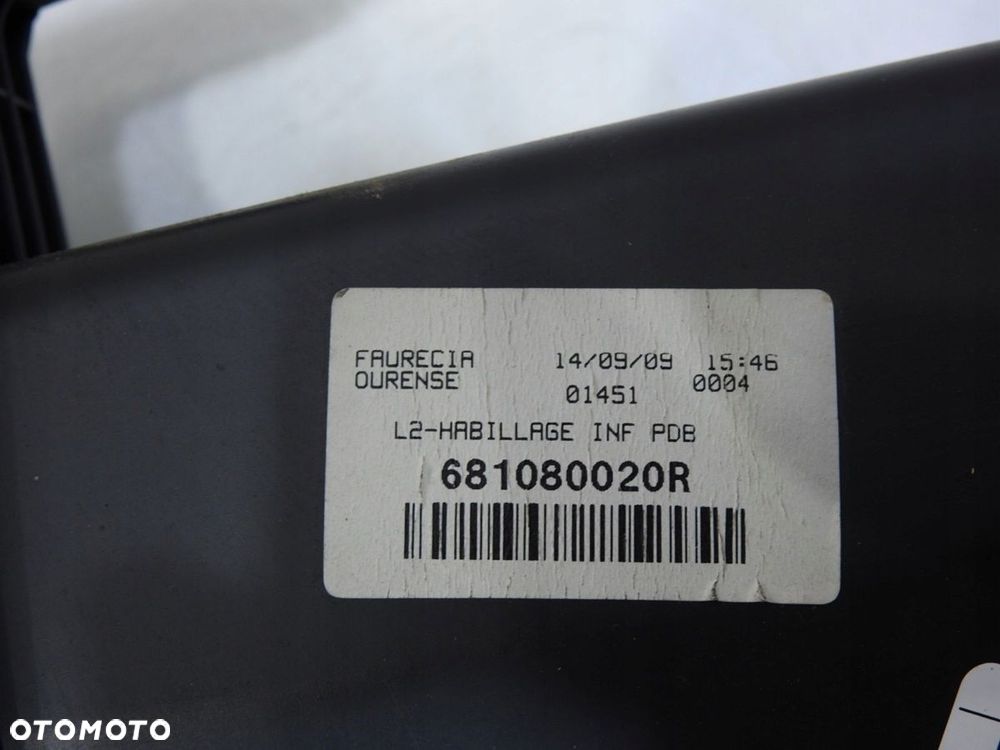 FAURECIA 14/09/09 15:46
OURENSE 01451 0004
L2-HABILLAGE INF PDB
681080020R
OTOMOTO